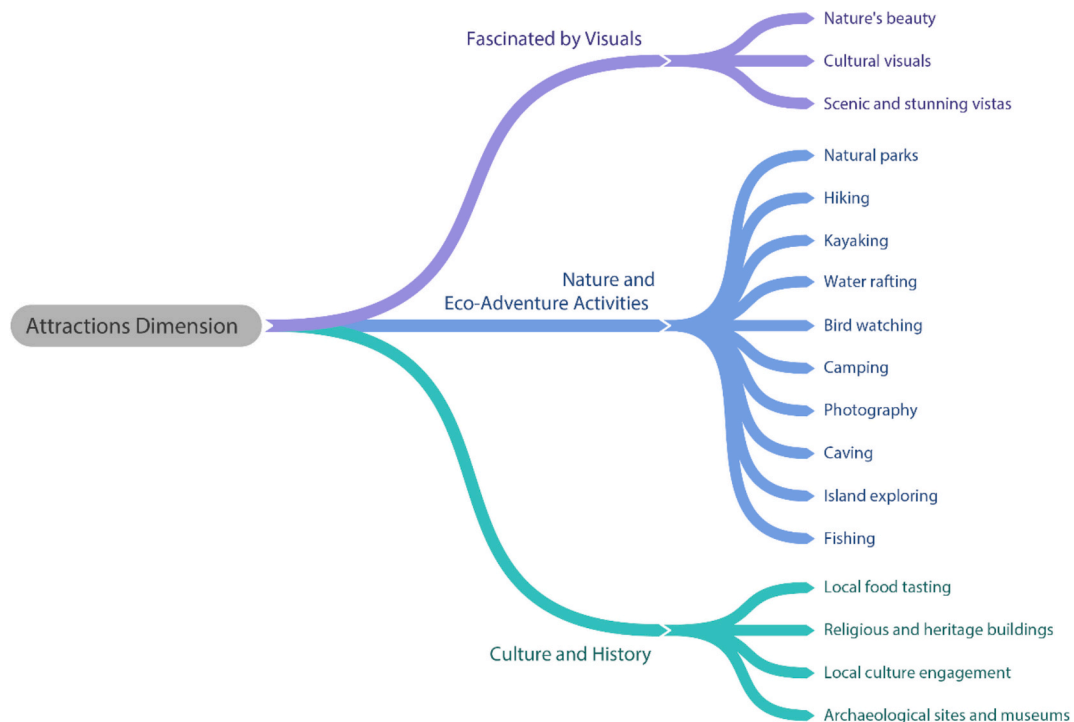 Attractions Dimension
Fascinated by Visuals
Nature's beauty
Cultural visuals
Scenic and stunning vistas
Nature and
Eco-Adventure Activities
Natural parks
Hiking
Kayaking
Water rafting
Bird watching
Camping
Photography
Caving
Island exploring
Fishing
Culture and History
Local food tasting
Religious and heritage buildings
Local culture engagement
Archaeological sites and museums